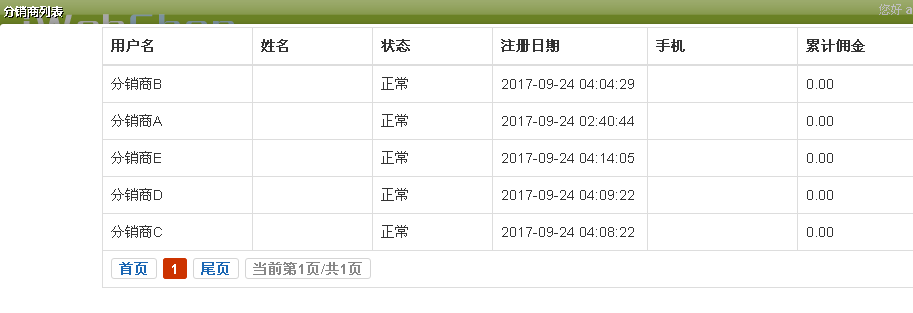 分销商列表
您好 a
用户名 姓名 状态 注册日期 手机 累计佣金
分销商B 正常 2017-09-24 04:04:29 0.00
分销商A 正常 2017-09-24 02:40:44 0.00
分销商E 正常 2017-09-24 04:14:05 0.00
分销商D 正常 2017-09-24 04:09:22 0.00
分销商C 正常 2017-09-24 04:08:22 0.00
首页 1 尾页 当前第1页/共1页